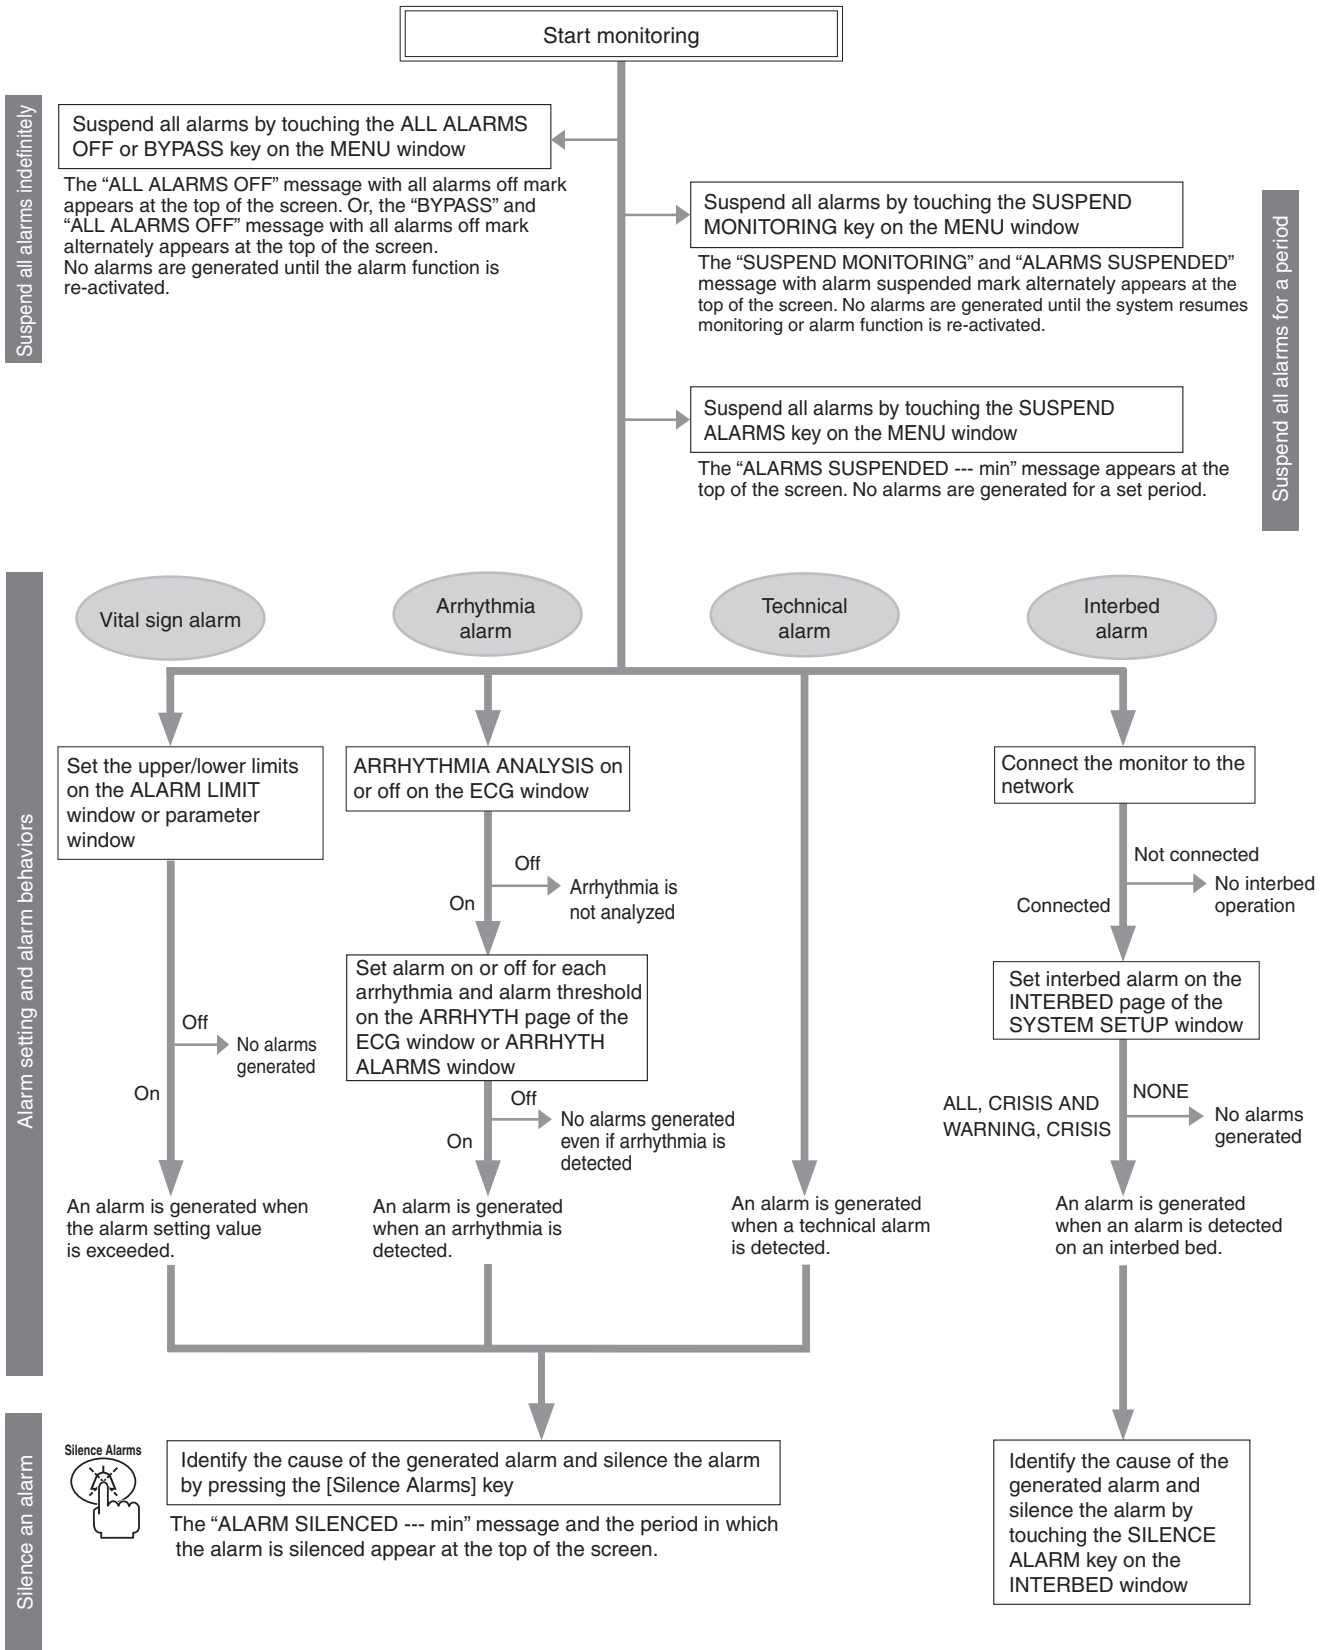 Start monitoring
Suspend all alarms indefinitely
Suspend all alarms by touching the ALL ALARMS
OFF or BYPASS key on the MENU window
The “ALL ALARMS OFF” message with all alarms off mark
appears at the top of the screen. Or, the “BYPASS” and
“ALL ALARMS OFF” message with all alarms off mark
alternately appears at the top of the screen.
No alarms are generated until the alarm function is
re-activated.
Suspend all alarms for a period
Suspend all alarms by touching the SUSPEND
MONITORING key on the MENU window
The “SUSPEND MONITORING” and “ALARMS SUSPENDED”
message with alarm suspended mark alternately appears at the
top of the screen. No alarms are generated until the system resumes
monitoring or alarm function is re-activated.
Suspend all alarms by touching the SUSPEND
ALARMS key on the MENU window
The “ALARMS SUSPENDED --- min” message appears at the
top of the screen. No alarms are generated for a set period.
Alarm setting and alarm behaviors
Vital sign alarm
Arrhythmia
alarm
Technical
alarm
Interbed
alarm
Set the upper/lower limits
on the ALARM LIMIT
window or parameter
window
Off
No alarms
generated
On
An alarm is generated when
the alarm setting value
is exceeded.
ARRHYTHMIA ANALYSIS on
or off on the ECG window
Off
Arrhythmia is
not analyzed
On
Set alarm on or off for each
arrhythmia and alarm threshold
on the ARRHYTH page of the
ECG window or ARRHYTH
ALARMS window
Off
No alarms generated
even if arrhythmia is
detected
On
An alarm is generated
when an arrhythmia is
detected.
An alarm is generated
when a technical alarm
is detected.
Connect the monitor to the
network
Not connected
No interbed
operation
Connected
Set interbed alarm on the
INTERBED page of the
SYSTEM SETUP window
NONE
No alarms
generated
ALL, CRISIS AND
WARNING, CRISIS
An alarm is generated
when an alarm is detected
on an interbed bed.
Silence an alarm
Silence Alarms
Identify the cause of the generated alarm and silence the alarm
by pressing the [Silence Alarms] key
The “ALARM SILENCED --- min” message and the period in which
the alarm is silenced appear at the top of the screen.
Identify the cause of the
generated alarm and
silence the alarm by
touching the SILENCE
ALARM key on the
INTERBED window